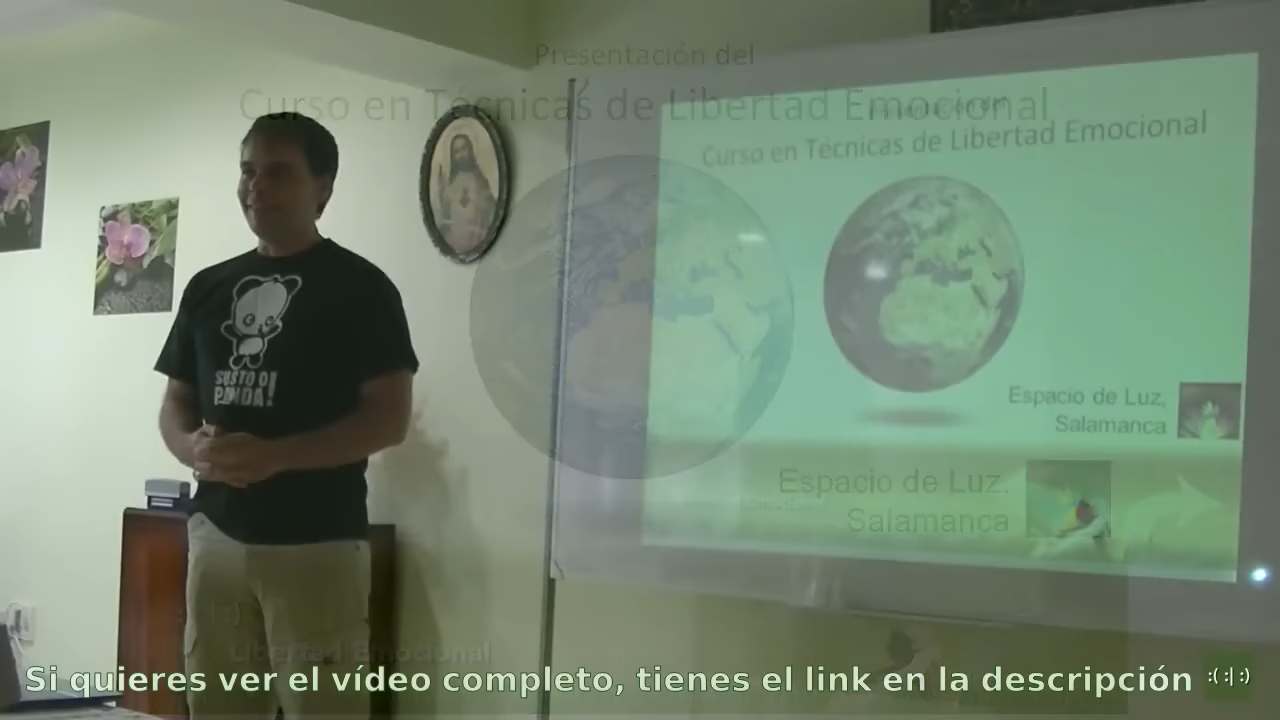 Presentación del
Curso en Técnicas de Libertad Emocional
Presentación del
Curso en Técnicas de Libertad Emocional
SUSTO O
PANDA!
Espacio de Luz,
Salamanca
Espacio de Luz,
Salamanca
Libertad Emocional
Si quieres ver el vídeo completo, tienes el link en la descripción :(:|:)